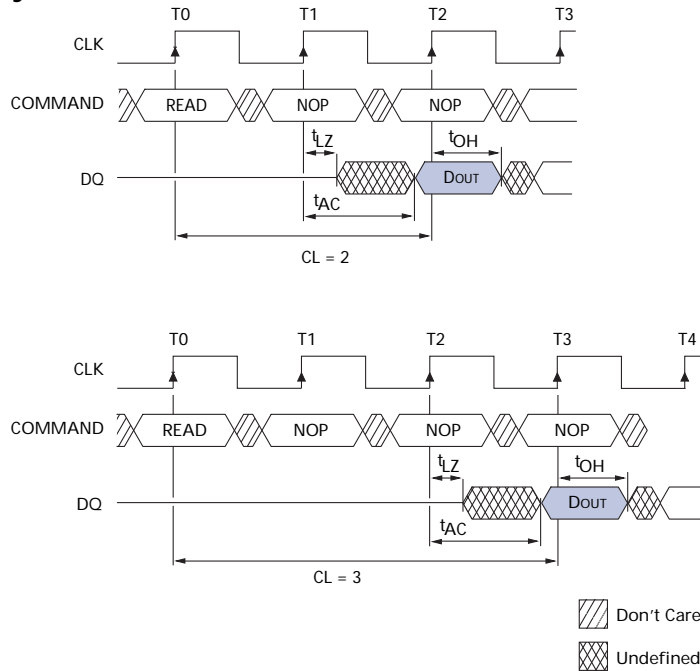 T0 T1 T2 T3
CLK
COMMAND READ NOP NOP
tLZ tOH
DQ DOUT
tAC
CL = 2
T0 T1 T2 T3 T4
CLK
COMMAND READ NOP NOP NOP
tLZ tOH
DQ DOUT
tAC
CL = 3
Don't Care
Undefined